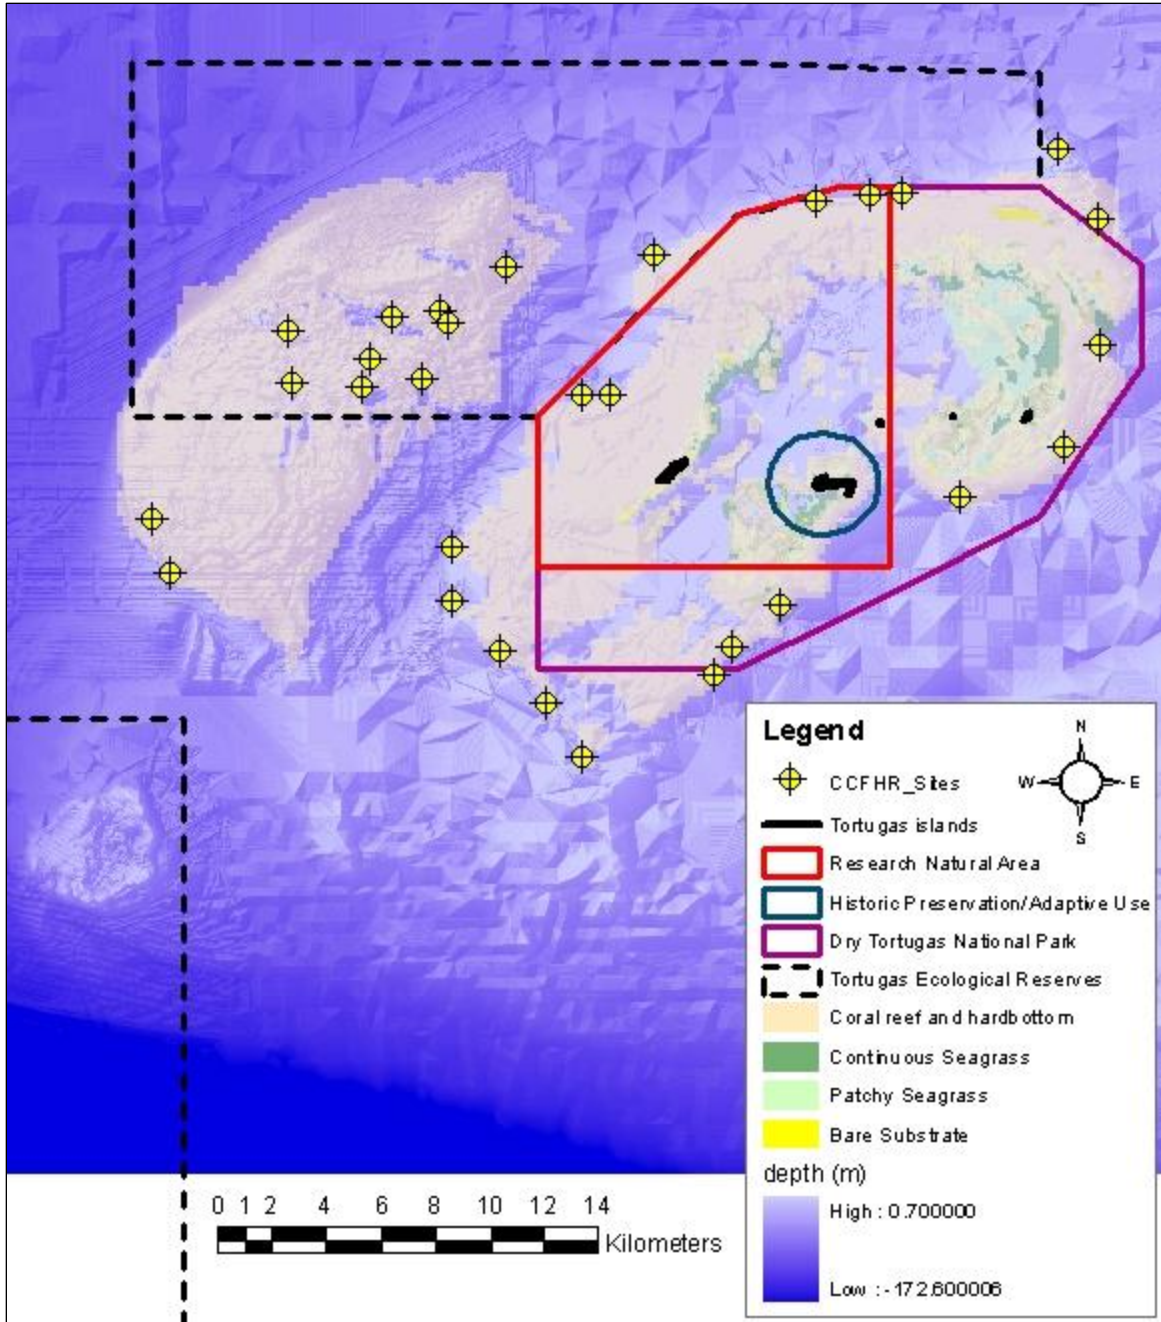 Legend
N
W
E
S
CCFHR_Sites
Tortugas islands
Research Natural Area
Historic Preservation/Adaptive Use
Dry Tortugas National Park
Tortugas Ecological Reserves
Coral reef and hardbottom
Continuous Seagrass
Patchy Seagrass
Bare Substrate
depth (m)
High : 0.700000
Low : -172.600006
0 1 2 4 6 8 10 12 14
Kilometers